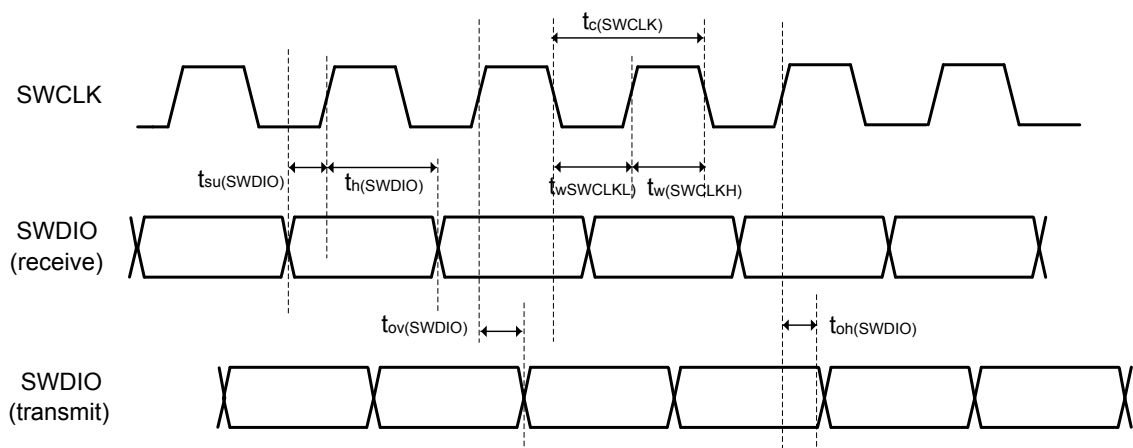 tc(SWCLK)
SWCLK
tsu(SWDIO)
th(SWDIO)
twSWCLKL)
tw(SWCLKH)
SWDIO
(receive)
tov(SWDIO)
toh(SWDIO)
SWDIO
(transmit)